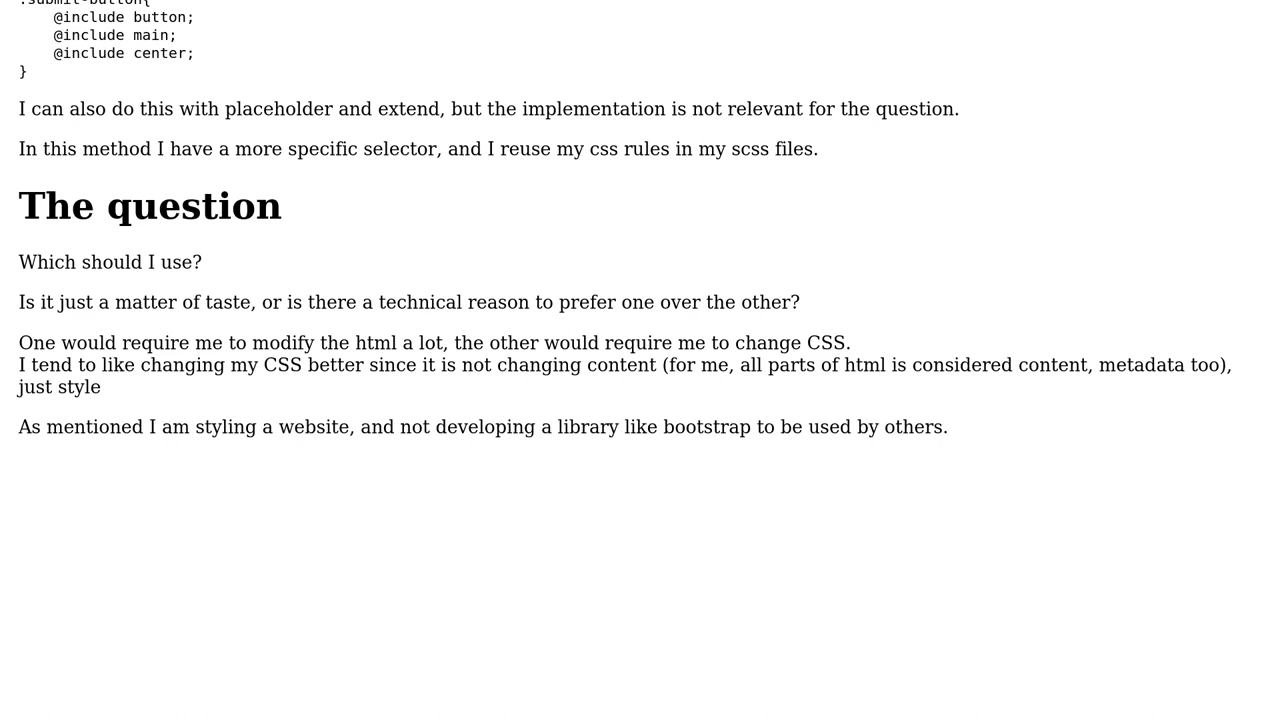 .submit-button{
    @include button;
    @include main;
    @include center;
}
I can also do this with placeholder and extend, but the implementation is not relevant for the question.
In this method I have a more specific selector, and I reuse my css rules in my scss files.
The question
Which should I use?
Is it just a matter of taste, or is there a technical reason to prefer one over the other?
One would require me to modify the html a lot, the other would require me to change CSS.
I tend to like changing my CSS better since it is not changing content (for me, all parts of html is considered content, metadata too),
just style
As mentioned I am styling a website, and not developing a library like bootstrap to be used by others.